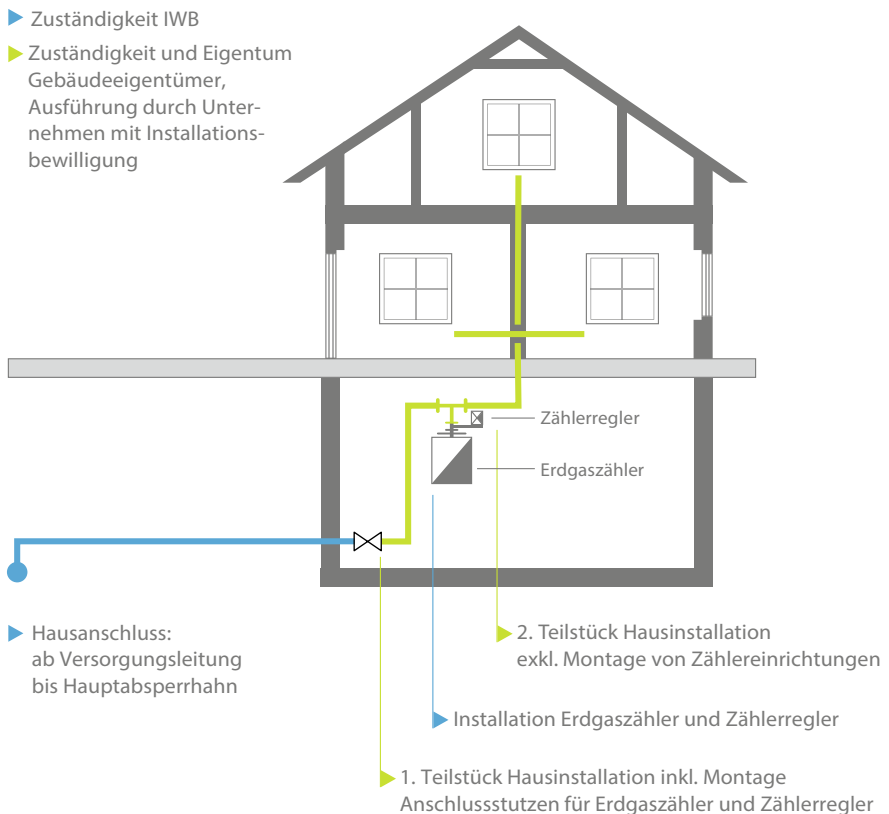 Zuständigkeit IWB
Zuständigkeit und Eigentum
Gebäudeeigentümer,
Ausführung durch Unter-
nehmen mit Installations-
bewilligung
Zählerregler
Erdgaszähler
Hausanschluss:
ab Versorgungsleitung
bis Hauptabsperrhahn
2. Teilstück Hausinstallation
exkl. Montage von Zählereinrichtungen
Installation Erdgaszähler und Zählerregler
1. Teilstück Hausinstallation inkl. Montage
Anschlussstutzen für Erdgaszähler und Zählerregler